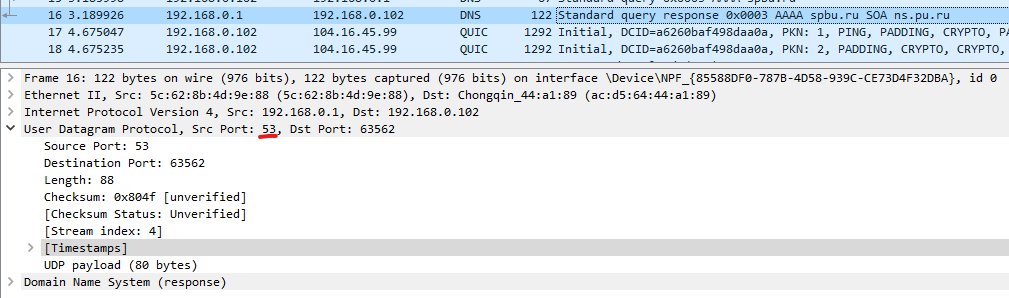 16 3.189926 192.168.0.1 192.168.0.102 DNS 122 Standard query response 0x0003 AAAA spbu.ru SOA ns.pu.ru
17 4.675047 192.168.0.102 104.16.45.99 QUIC 1292 Initial, DCID=a6260baf498daa0a, PKN: 1, PING, PADDING, CRYPTO, PA
18 4.675235 192.168.0.102 104.16.45.99 QUIC 1292 Initial, DCID=a6260baf498daa0a, PKN: 2, PADDING, CRYPTO, CRYPTO,
Frame 16: 122 bytes on wire (976 bits), 122 bytes captured (976 bits) on interface \Device\NPF_{85588DF0-787B-4D58-939C-CE73D4F32DBA}, id 0
Ethernet II, Src: 5c:62:8b:4d:9e:88 (5c:62:8b:4d:9e:88), Dst: Chongqin_44:a1:89 (ac:d5:64:44:a1:89)
Internet Protocol Version 4, Src: 192.168.0.1, Dst: 192.168.0.102
User Datagram Protocol, Src Port: 53, Dst Port: 63562
Source Port: 53
Destination Port: 63562
Length: 88
Checksum: 0x804f [unverified]
[Checksum Status: Unverified]
[Stream index: 4]
[Timestamps]
UDP payload (80 bytes)
Domain Name System (response)